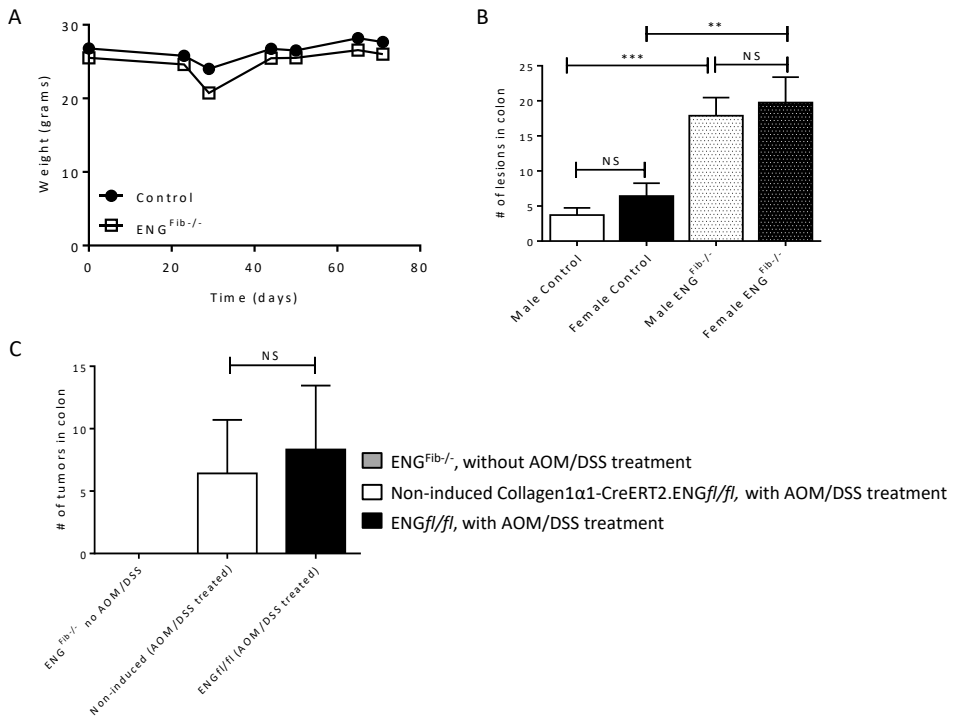 A
30
20
10
0
Weight (grams)
Control
ENG^Fib-/-
0 20 40 60 80
Time (days)
B
**
***
NS
NS
25
20
15
10
5
0
# of lesions in colon
Male Control
Female Control
Male ENG^Fib-/-
Female ENG^Fib-/-
C
NS
15
10
5
0
# of tumors in colon
ENG^Fib-/- no AOM/DSS
Non-induced (AOM/DSS treated)
ENGfl/fl (AOM/DSS treated)
ENG^Fib-/-, without AOM/DSS treatment
Non-induced Collagen1α1-CreERT2.ENGfl/fl, with AOM/DSS treatment
ENGfl/fl, with AOM/DSS treatment